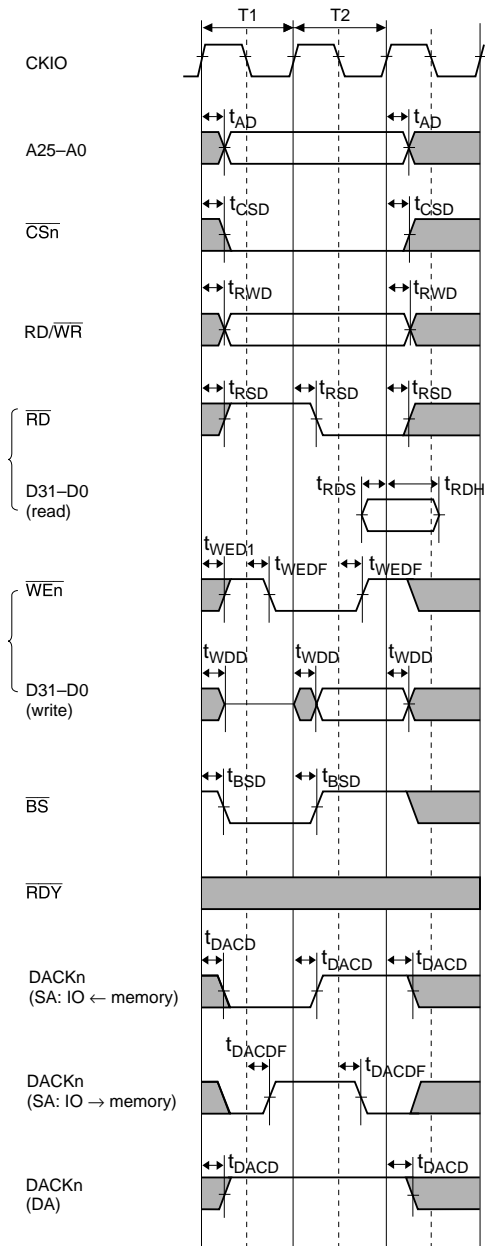 T1 T2
CKIO
tAD tAD
A25–A0
tCSD tCSD
CSn
tRWD tRWD
RD/WR
tRSD tRSD tRSD
RD
tRDS tRDH
D31–D0
(read)
tWED1 tWEDF tWEDF
WEn
tWDD tWDD tWDD
D31–D0
(write)
tBSD tBSD
BS
RDY
tDACD tDACD tDACD
DACKn
(SA: IO ← memory)
tDACDF tDACDF
DACKn
(SA: IO → memory)
tDACD tDACD
DACKn
(DA)